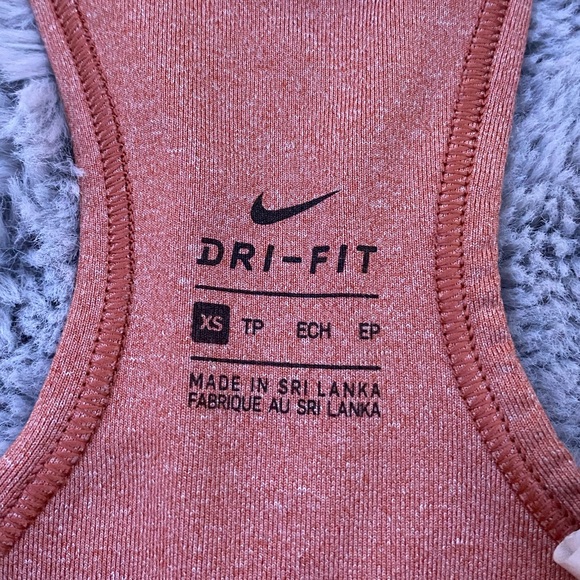 DRI-FIT
XS TP ECH EP
MADE IN SRI LANKA
FABRIQUE AU SRI LANKA